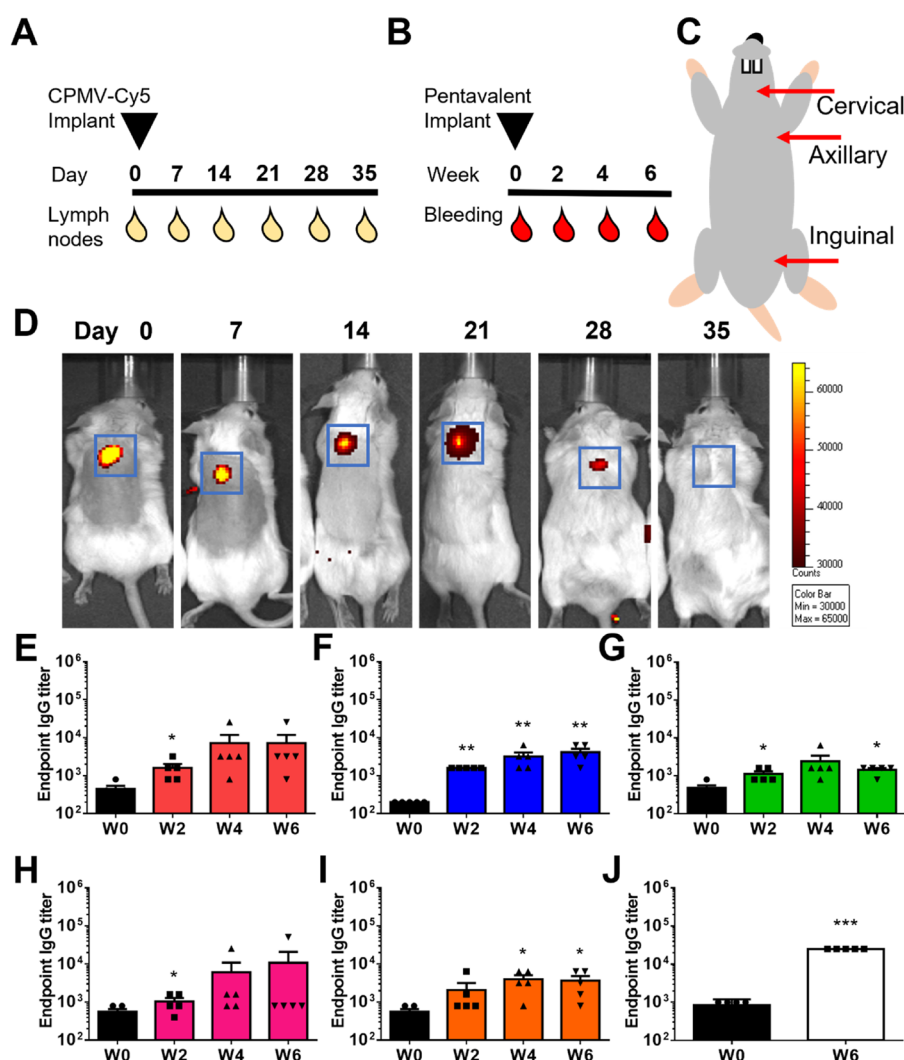 A
B
C
CPMV-Cy5
Implant
Day 0 7 14 21 28 35
Lymph
nodes
Pentavalent
Implant
Week 0 2 4 6
Bleeding
Cervical
Axillary
Inguinal
D
Day 0 7 14 21 28 35
60000
50000
40000
30000
Counts
Color Bar
Min = 30000
Max = 65000
E
Endpoint IgG titer
10⁶
10⁵
10⁴
10³
10²
*
W0 W2 W4 W6
F
Endpoint IgG titer
10⁶
10⁵
10⁴
10³
10²
** ** **
W0 W2 W4 W6
G
Endpoint IgG titer
10⁶
10⁵
10⁴
10³
10²
* *
W0 W2 W4 W6
H
Endpoint IgG titer
10⁶
10⁵
10⁴
10³
10²
*
W0 W2 W4 W6
I
Endpoint IgG titer
10⁶
10⁵
10⁴
10³
10²
* *
W0 W2 W4 W6
J
Endpoint IgG titer
10⁶
10⁵
10⁴
10³
10²
***
W0 W6